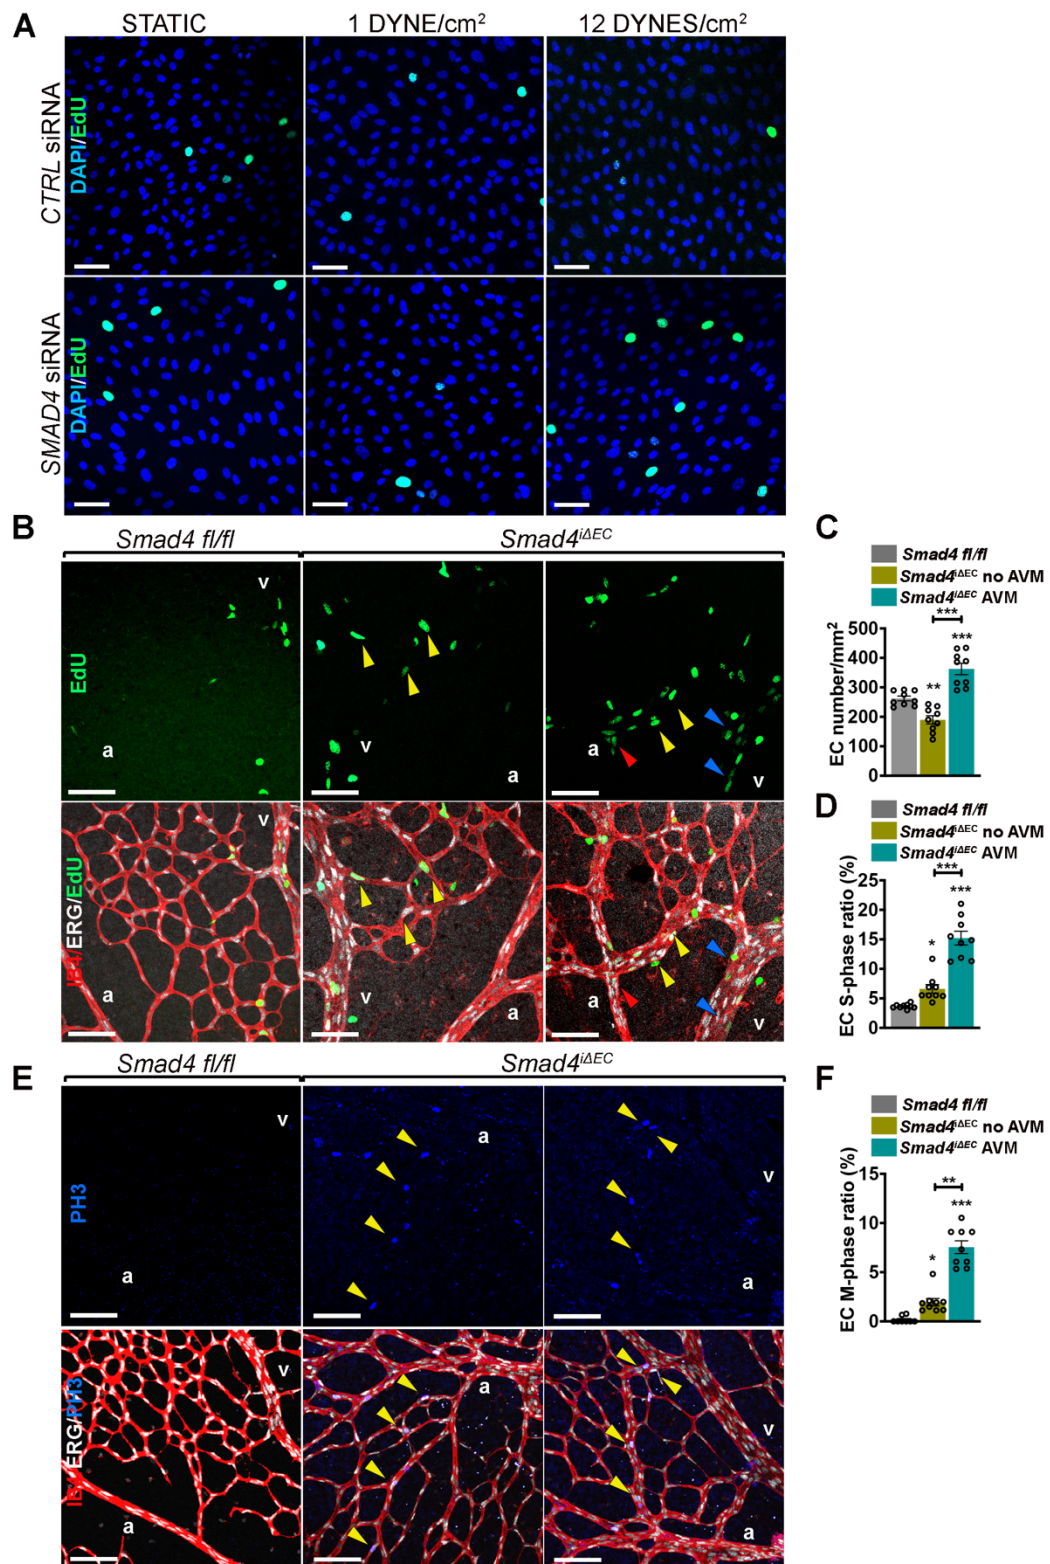 A
STATIC
1 DYNE/cm²
12 DYNES/cm²
CTRL siRNA
DAPI/EdU
SMAD4 siRNA
DAPI/EdU
B
Smad4 fl/fl
Smad4iΔEC
EdU
v
a
v
a
a
v
IB4/ERG/EdU
v
a
v
a
a
v
C
Smad4 fl/fl
Smad4iΔEC no AVM
Smad4iΔEC AVM
EC number/mm²
500
400
300
200
100
0
**
***
***
D
Smad4 fl/fl
Smad4iΔEC no AVM
Smad4iΔEC AVM
EC S-phase ratio (%)
25
20
15
10
5
0
*
***
***
E
Smad4 fl/fl
Smad4iΔEC
PH3
v
a
a
v
a
IB4/ERG/PH3
v
a
a
v
a
F
Smad4 fl/fl
Smad4iΔEC no AVM
Smad4iΔEC AVM
EC M-phase ratio (%)
15
10
5
0
*
**
***